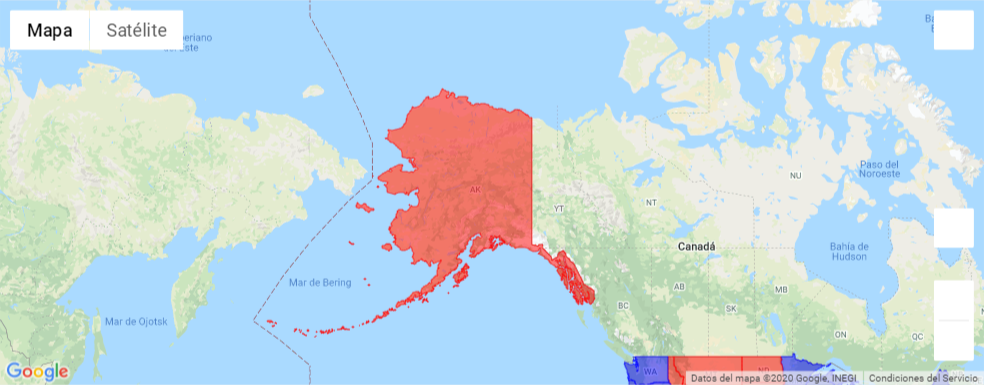 Mapa
Satélite
AK
YT
NT
NU
Paso del
Noroeste
Canadá
Bahía de
Hudson
Mar de Bering
Mar de Ojotsk
BC
AB
SK
MB
ON
QC
WA
ND
Google
Datos del mapa ©2020 Google, INEGI
Condiciones del Servicio